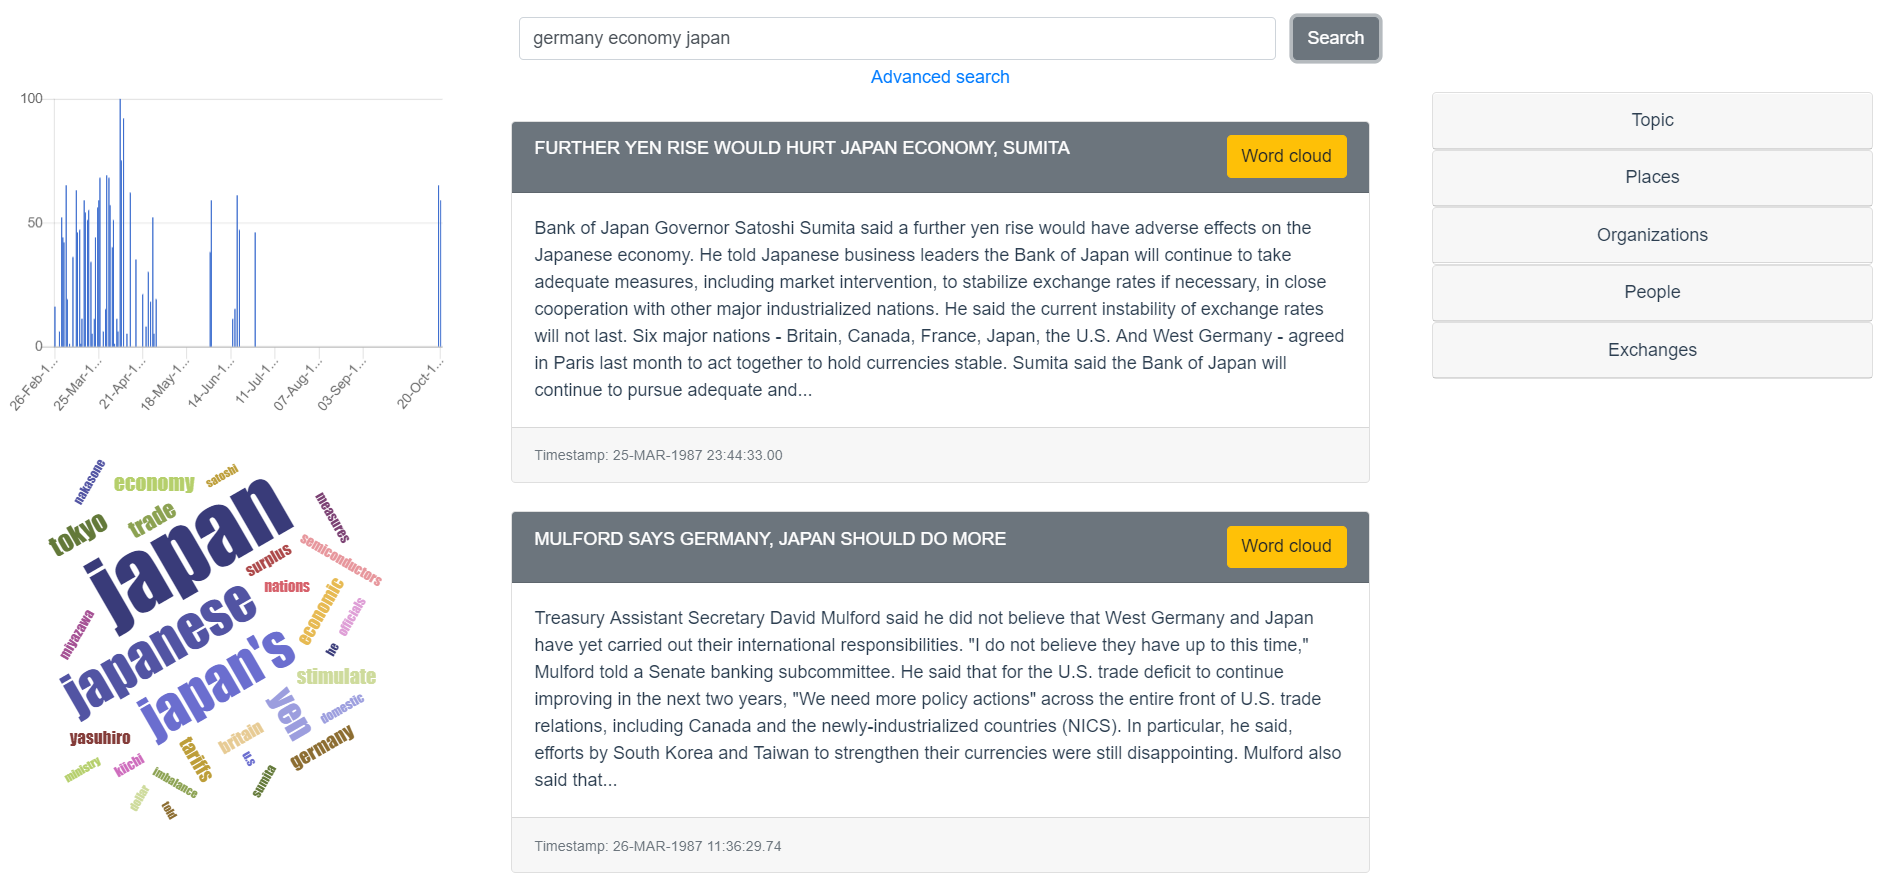 germany economy japan
Search
Advanced search
100
50
0
26-Feb-1...
25-Mar-1...
21-Apr-1...
18-May-1...
14-Jun-1...
11-Jul-1...
07-Aug-1...
03-Sep-1...
20-Oct-1...
nakasone
economy
satoshi
tokyo
trade
japan
measures
semiconductors
surplus
nations
economic
officials
he
miyazawa
japanese
japan's
stimulate
yen
domestic
yasuhiro
britain
germany
tariffs
u.s
ministry
kiichi
imbalance
sumita
dollar
told
FURTHER YEN RISE WOULD HURT JAPAN ECONOMY, SUMITA
Word cloud
Bank of Japan Governor Satoshi Sumita said a further yen rise would have adverse effects on the
Japanese economy. He told Japanese business leaders the Bank of Japan will continue to take
adequate measures, including market intervention, to stabilize exchange rates if necessary, in close
cooperation with other major industrialized nations. He said the current instability of exchange rates
will not last. Six major nations - Britain, Canada, France, Japan, the U.S. And West Germany - agreed
in Paris last month to act together to hold currencies stable. Sumita said the Bank of Japan will
continue to pursue adequate and...
Timestamp: 25-MAR-1987 23:44:33.00
MULFORD SAYS GERMANY, JAPAN SHOULD DO MORE
Word cloud
Treasury Assistant Secretary David Mulford said he did not believe that West Germany and Japan
have yet carried out their international responsibilities. "I do not believe they have up to this time,"
Mulford told a Senate banking subcommittee. He said that for the U.S. trade deficit to continue
improving in the next two years, "We need more policy actions" across the entire front of U.S. trade
relations, including Canada and the newly-industrialized countries (NICS). In particular, he said,
efforts by South Korea and Taiwan to strengthen their currencies were still disappointing. Mulford also
said that...
Timestamp: 26-MAR-1987 11:36:29.74
Topic
Places
Organizations
People
Exchanges